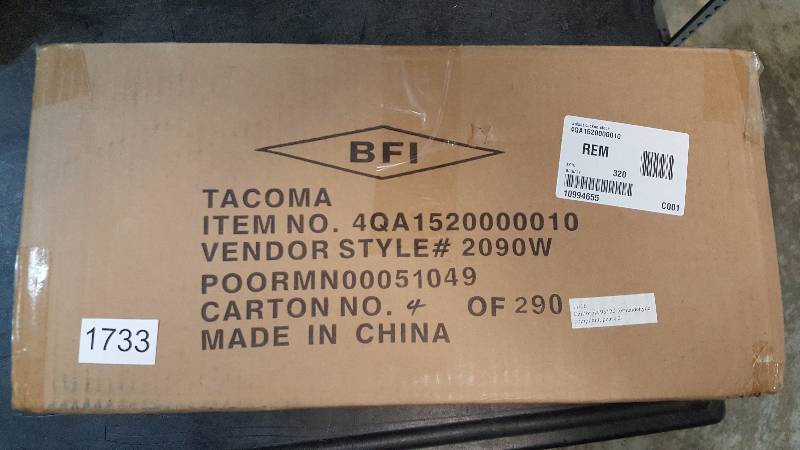 BFI
TACOMA
ITEM NO. 4QA1520000010
VENDOR STYLE# 2090W
POORMN00051049
CARTON NO. 4 OF 290
MADE IN CHINA
1733
4QA1520000010
REM
320
10994655
C001